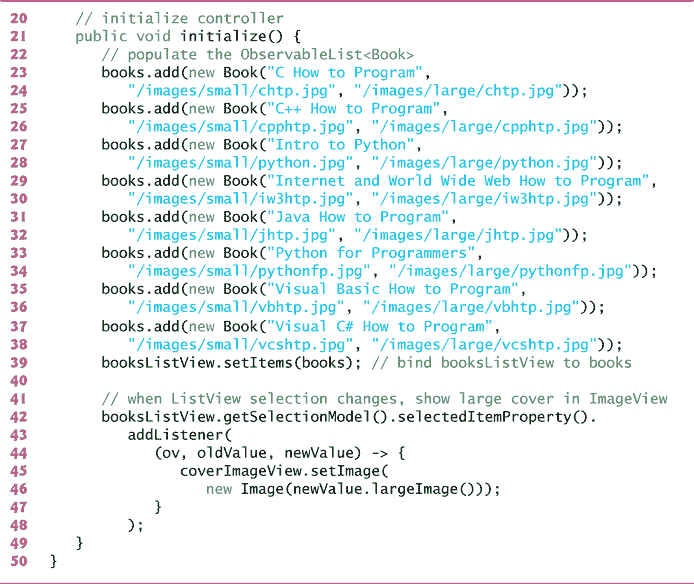 20 // initialize controller
21 public void initialize() {
22 // populate the ObservableList<Book>
23 books.add(new Book("C How to Program",
24 "/images/small/chtp.jpg", "/images/large/chtp.jpg"));
25 books.add(new Book("C++ How to Program",
26 "/images/small/cpphtp.jpg", "/images/large/cpphtp.jpg"));
27 books.add(new Book("Intro to Python",
28 "/images/small/python.jpg", "/images/large/python.jpg"));
29 books.add(new Book("Internet and World Wide Web How to Program",
30 "/images/small/iw3htp.jpg", "/images/large/iw3htp.jpg"));
31 books.add(new Book("Java How to Program",
32 "/images/small/jhtp.jpg", "/images/large/jhtp.jpg"));
33 books.add(new Book("Python for Programmers",
34 "/images/small/pythonfp.jpg", "/images/large/pythonfp.jpg"));
35 books.add(new Book("Visual Basic How to Program",
36 "/images/small/vbhtp.jpg", "/images/large/vbhtp.jpg"));
37 books.add(new Book("Visual C# How to Program",
38 "/images/small/vcshtp.jpg", "/images/large/vcshtp.jpg"));
39 booksListView.setItems(books); // bind booksListView to books
40
41 // when ListView selection changes, show large cover in ImageView
42 booksListView.getSelectionModel().selectedItemProperty().
43 addListener(
44 (ov, oldValue, newValue) -> {
45 coverImageView.setImage(
46 new Image(newValue.largeImage()));
47 }
48 );
49 }
50 }